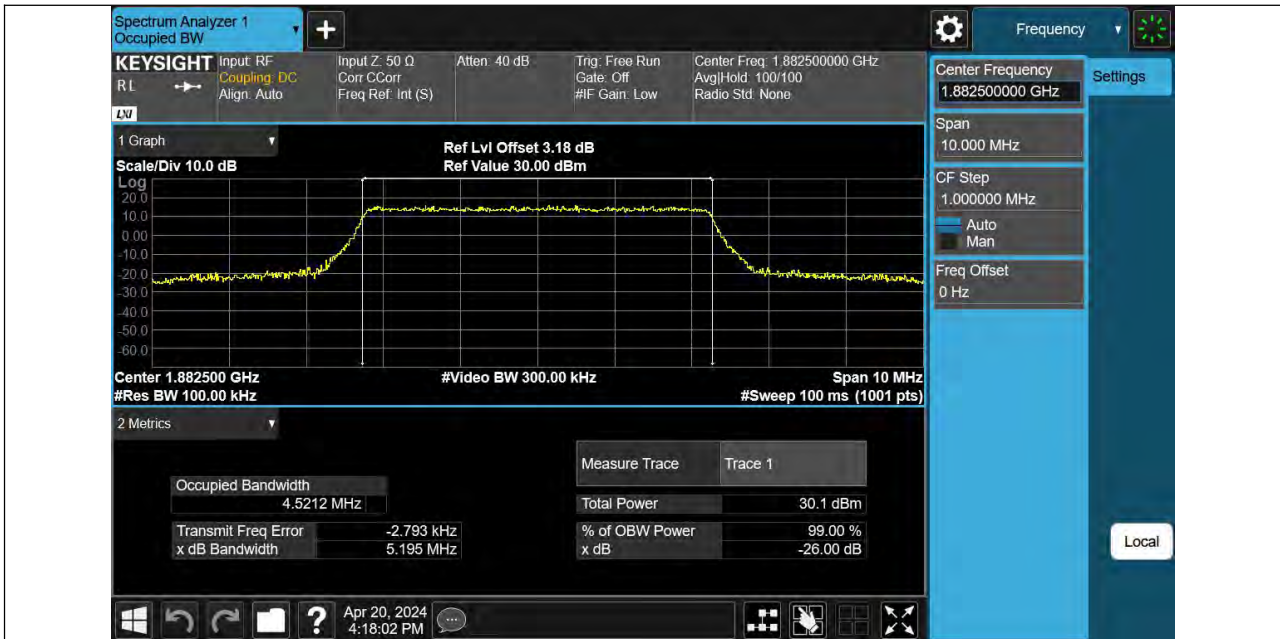 Spectrum Analyzer 1
Occupied BW
+
Frequency
KEYSIGHT
RL
LXI
Input: RF
Coupling: DC
Align: Auto
Input Z: 50 Ω
Corr CCorr
Freq Ref: Int (S)
Atten: 40 dB
Trig: Free Run
Gate: Off
#IF Gain: Low
Center Freq: 1.882500000 GHz
Avg|Hold: 100/100
Radio Std: None
Center Frequency
1.882500000 GHz
Settings
Span
10.000 MHz
CF Step
1.000000 MHz
Auto
Man
Freq Offset
0 Hz
1 Graph
Scale/Div 10.0 dB
Ref Lvl Offset 3.18 dB
Ref Value 30.00 dBm
Log
20.0
10.0
0.00
-10.0
-20.0
-30.0
-40.0
-50.0
-60.0
Center 1.882500 GHz
#Video BW 300.00 kHz
Span 10 MHz
#Res BW 100.00 kHz
#Sweep 100 ms (1001 pts)
2 Metrics
Measure Trace Trace 1
Occupied Bandwidth
4.5212 MHz
Total Power 30.1 dBm
Transmit Freq Error -2.793 kHz
% of OBW Power 99.00 %
x dB Bandwidth 5.195 MHz
x dB -26.00 dB
Local
?
Apr 20, 2024
4:18:02 PM